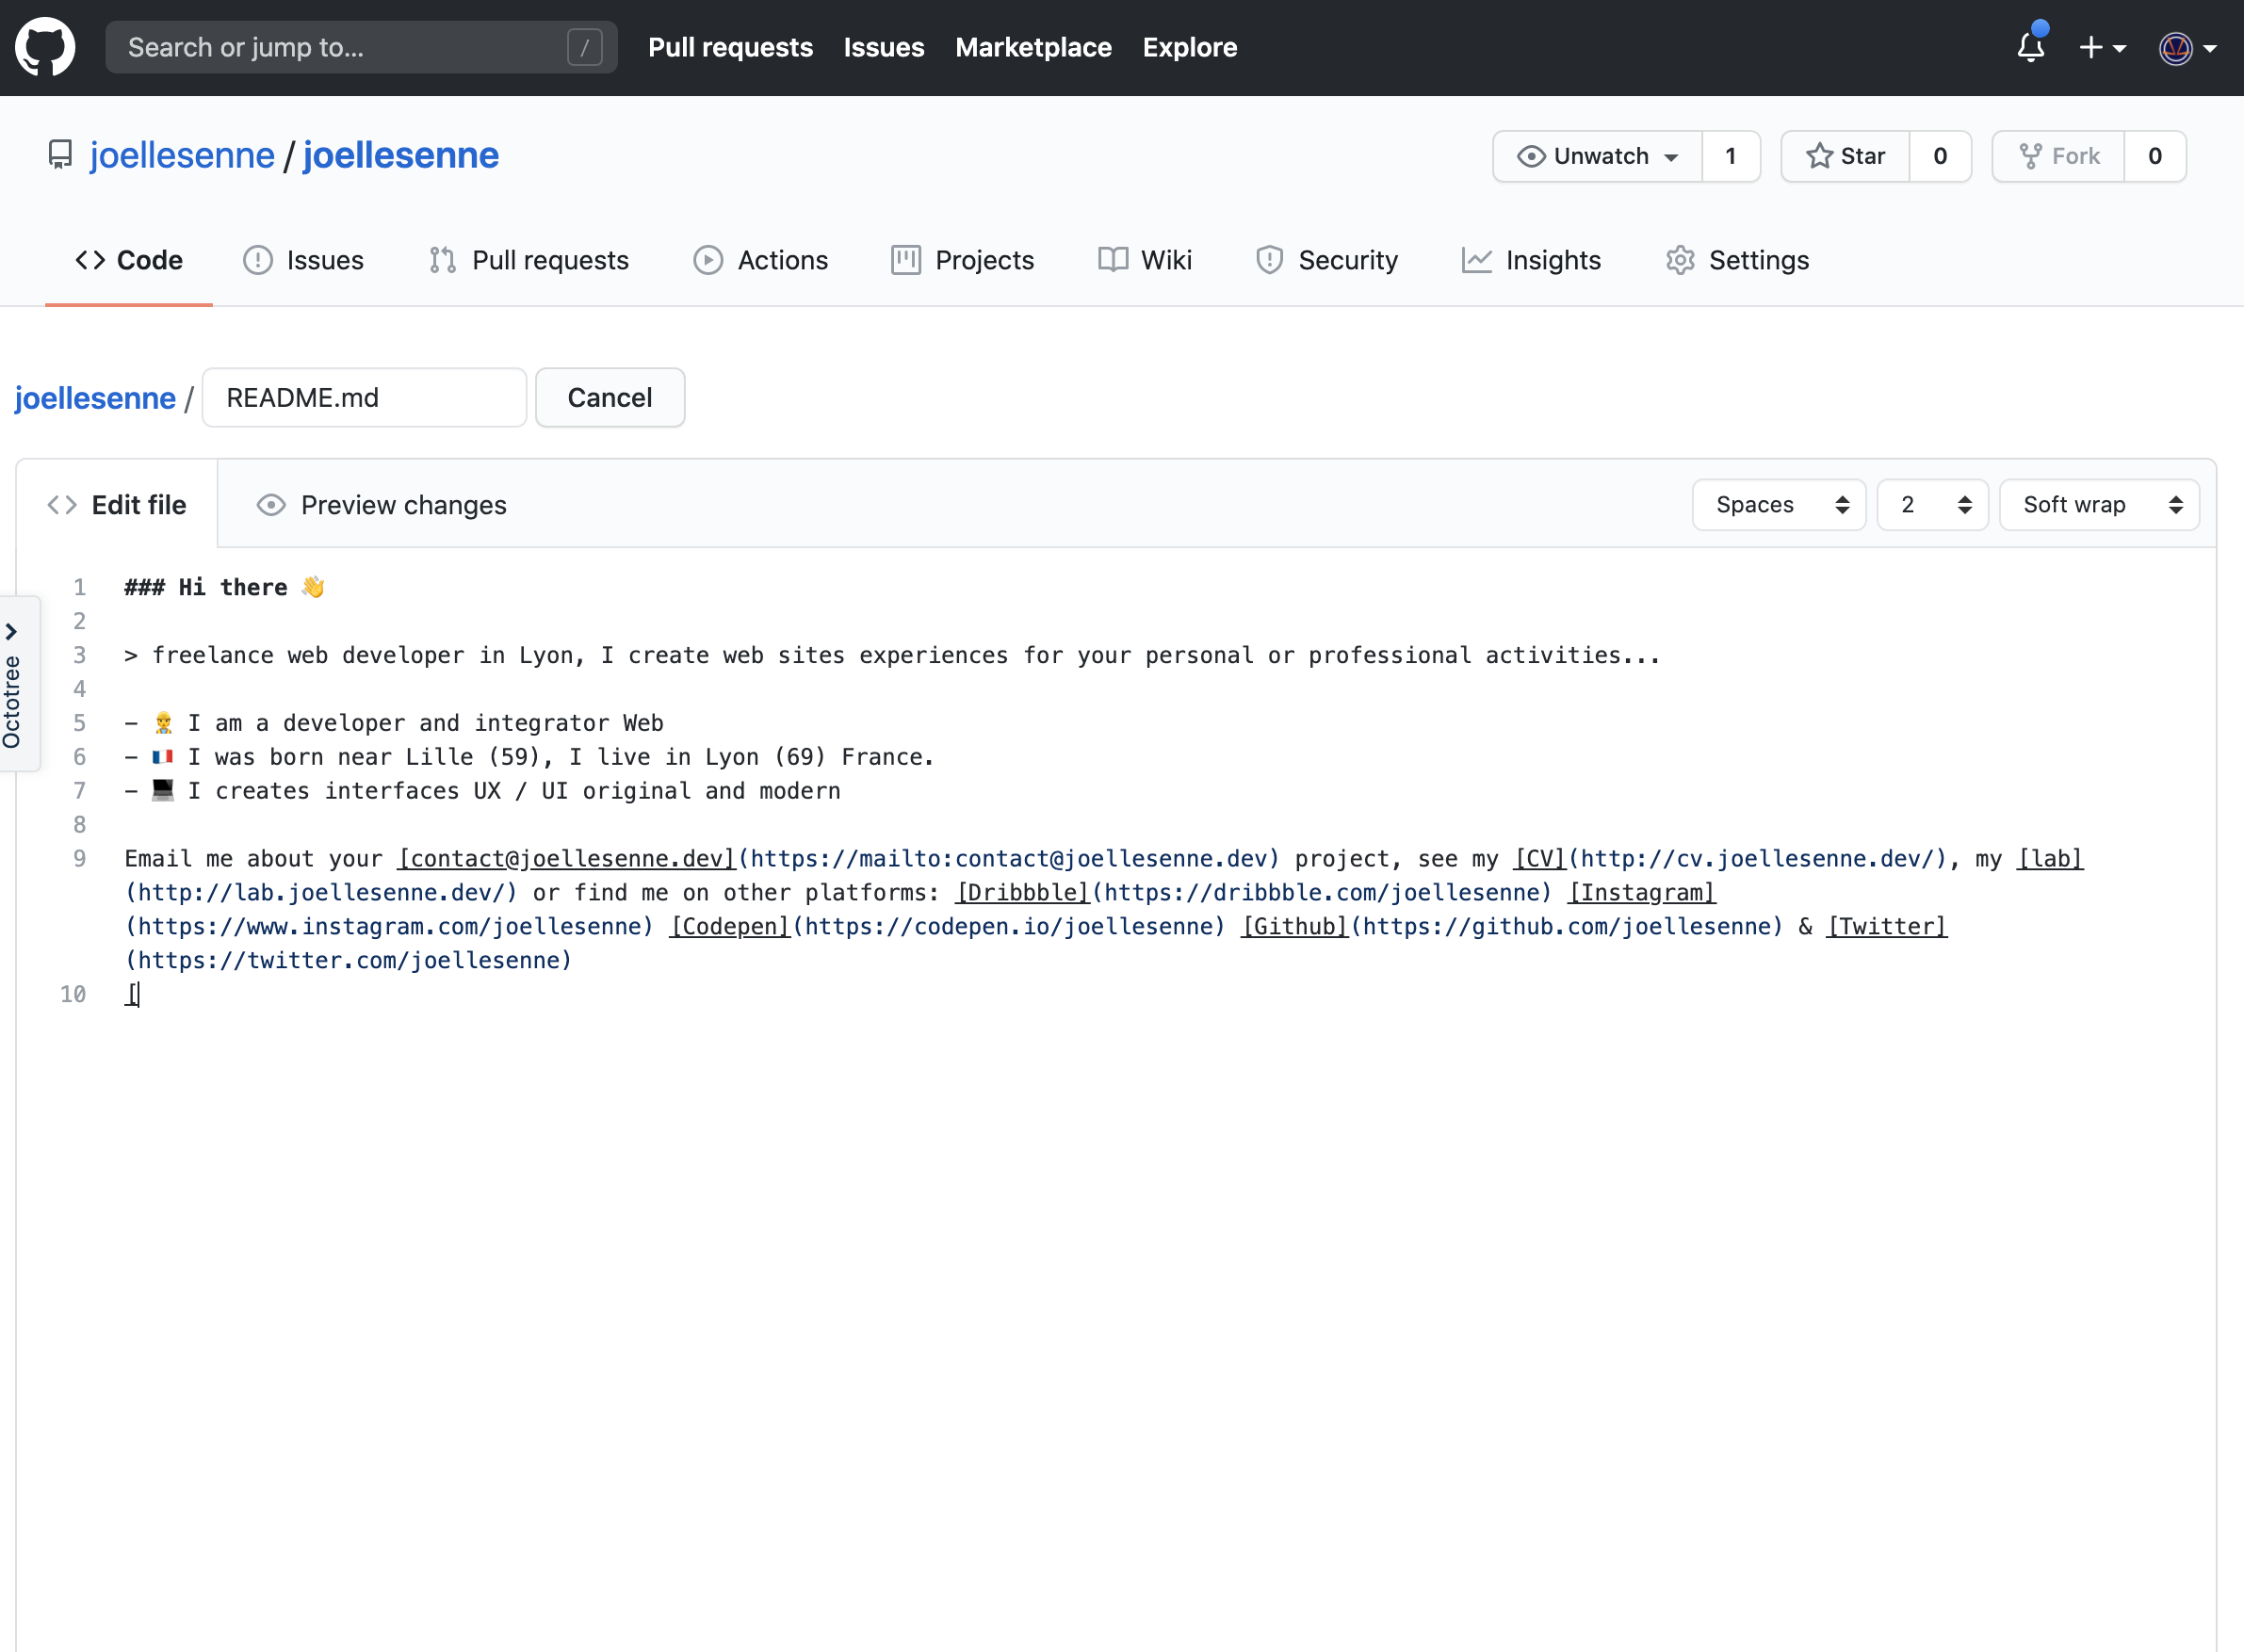 Search or jump to... /
Pull requests Issues Marketplace Explore
joellesenne / joellesenne
Unwatch 1 Star 0 Fork 0
Code Issues Pull requests Actions Projects Wiki Security Insights Settings
joellesenne / README.md Cancel
Edit file Preview changes Spaces 2 Soft wrap
Octotree
1 ### Hi there 👋
2
3 > freelance web developer in Lyon, I create web sites experiences for your personal or professional activities...
4
5 - 👷 I am a developer and integrator Web
6 - 🇫🇷 I was born near Lille (59), I live in Lyon (69) France.
7 - 💻 I creates interfaces UX / UI original and modern
8
9 Email me about your [contact@joellesenne.dev](https://mailto:contact@joellesenne.dev) project, see my [CV](http://cv.joellesenne.dev/), my [lab]
(http://lab.joellesenne.dev/) or find me on other platforms: [Dribbble](https://dribbble.com/joellesenne) [Instagram]
(https://www.instagram.com/joellesenne) [Codepen](https://codepen.io/joellesenne) [Github](https://github.com/joellesenne) & [Twitter]
(https://twitter.com/joellesenne)
10 [